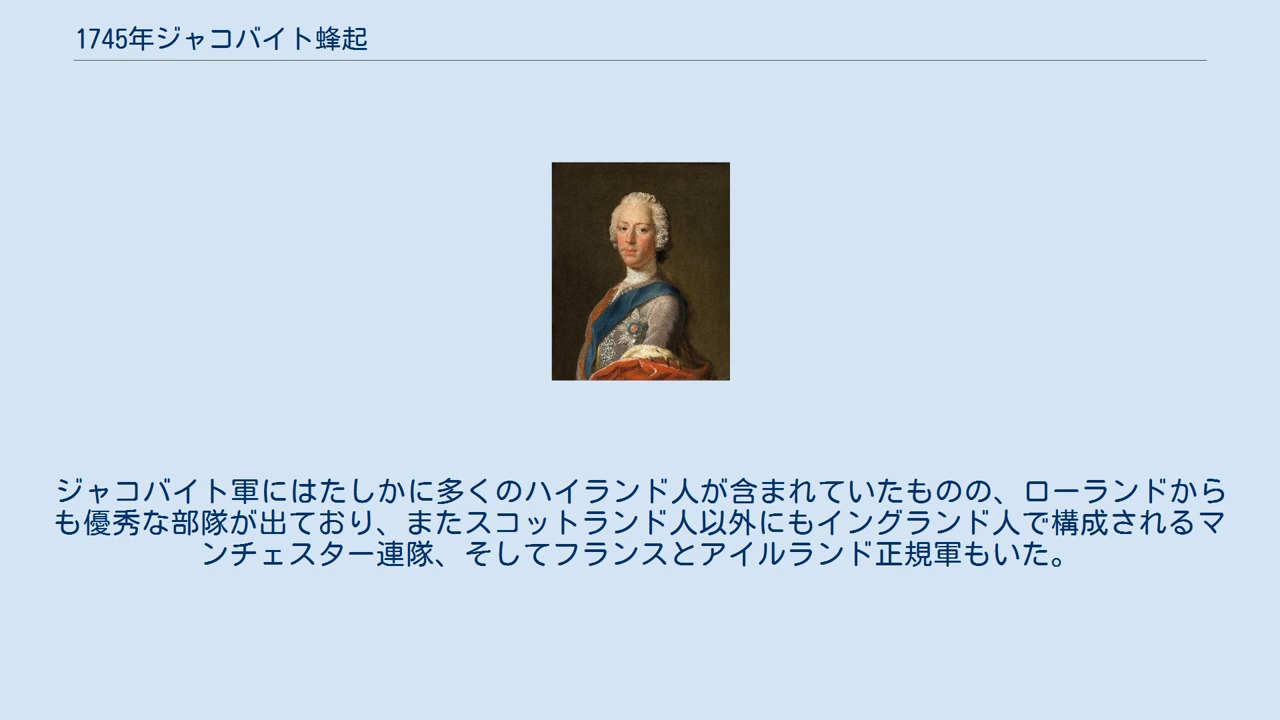 1745年ジャコバイト蜂起
ジャコバイト軍にはたしかに多くのハイランド人が含まれていたものの、ローランドから
も優秀な部隊が出ており、またスコットランド人以外にもイングランド人で構成されるマ
ンチェスター連隊、そしてフランスとアイルランド正規軍もいた。